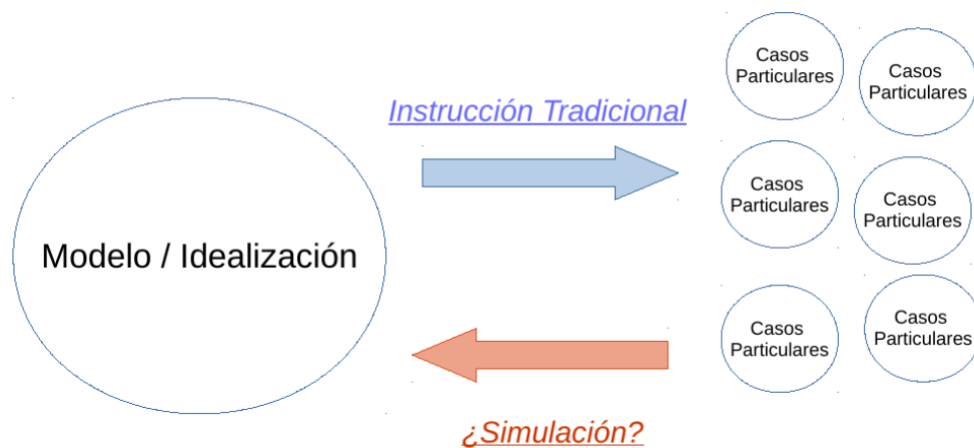 Modelo / Idealización
Instrucción Tradicional
¿Simulación?
Casos
Particulares
Casos
Particulares
Casos
Particulares
Casos
Particulares
Casos
Particulares
Casos
Particulares